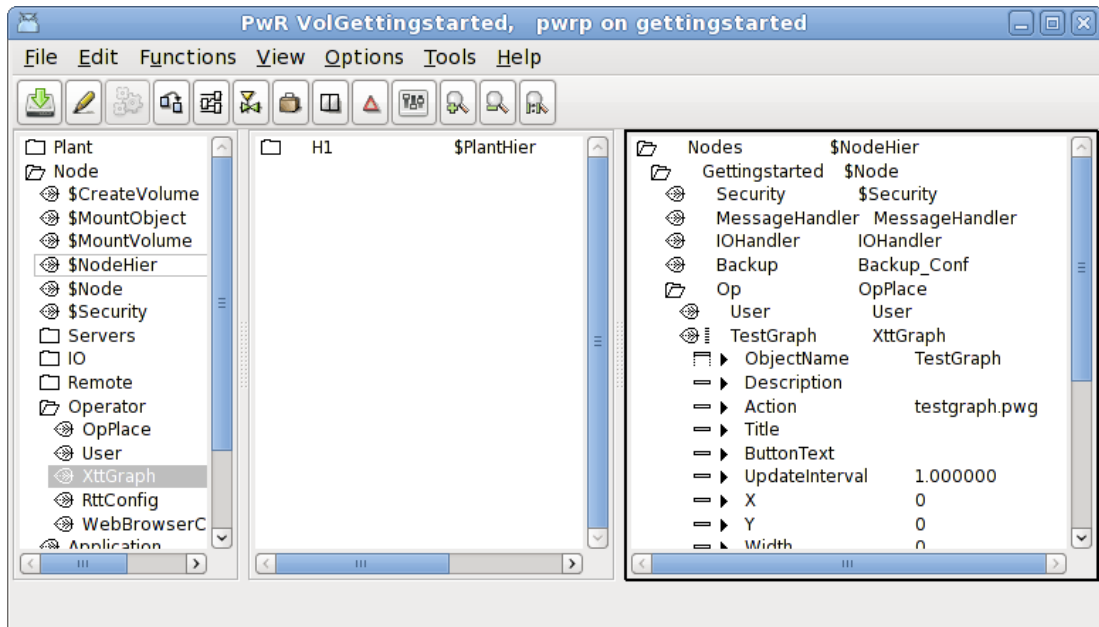 PwR VolGettingstarted, pwrp on gettingstarted
File Edit Functions View Options Tools Help
Plant
Node
$CreateVolume
$MountObject
$MountVolume
$NodeHier
$Node
$Security
Servers
IO
Remote
Operator
OpPlace
User
XttGraph
RttConfig
WebBrowserC
Application
H1 $PlantHier
Nodes $NodeHier
Gettingstarted $Node
Security $Security
MessageHandler MessageHandler
IOHandler IOHandler
Backup Backup_Conf
Op OpPlace
User User
TestGraph XttGraph
ObjectName TestGraph
Description
Action testgraph.pwg
Title
ButtonText
UpdateInterval 1.000000
X 0
Y 0
Width 0